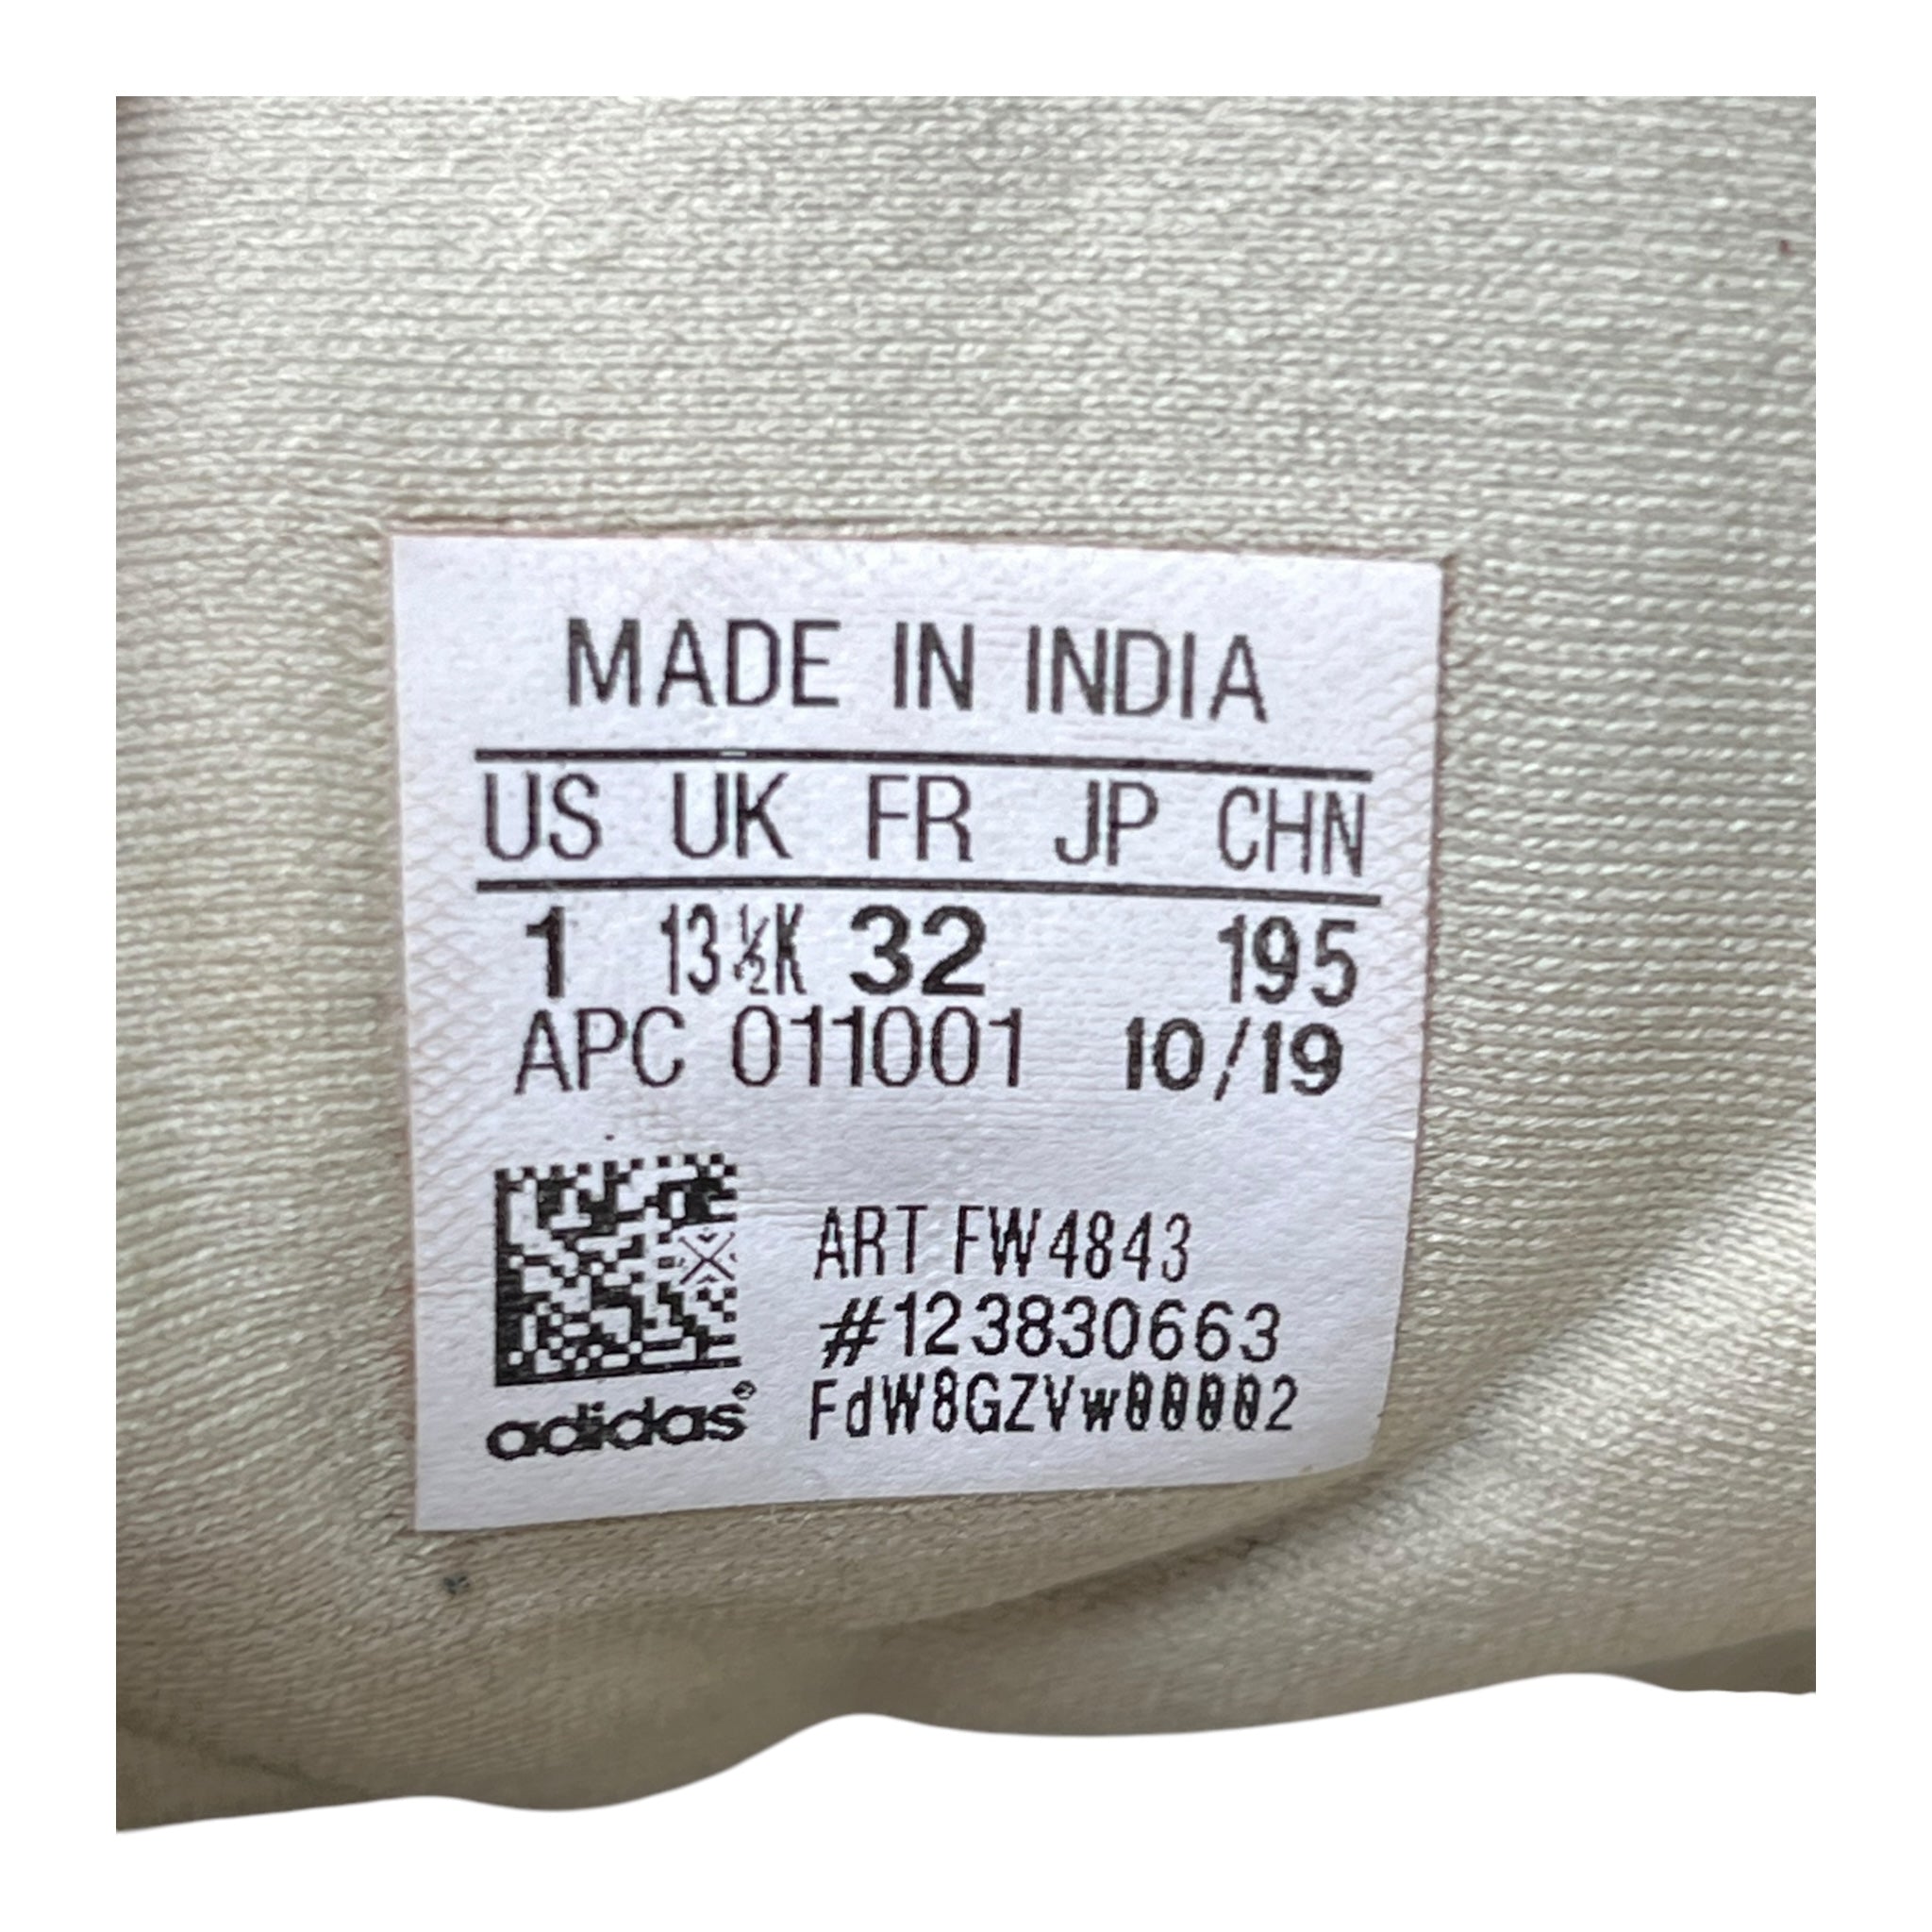 MADE IN INDIA
US UK FR JP CHN
1 13½K 32 195
APC 011001 10/19
ART FW4843
#123830663
FdW8GZVw00002
adidas®